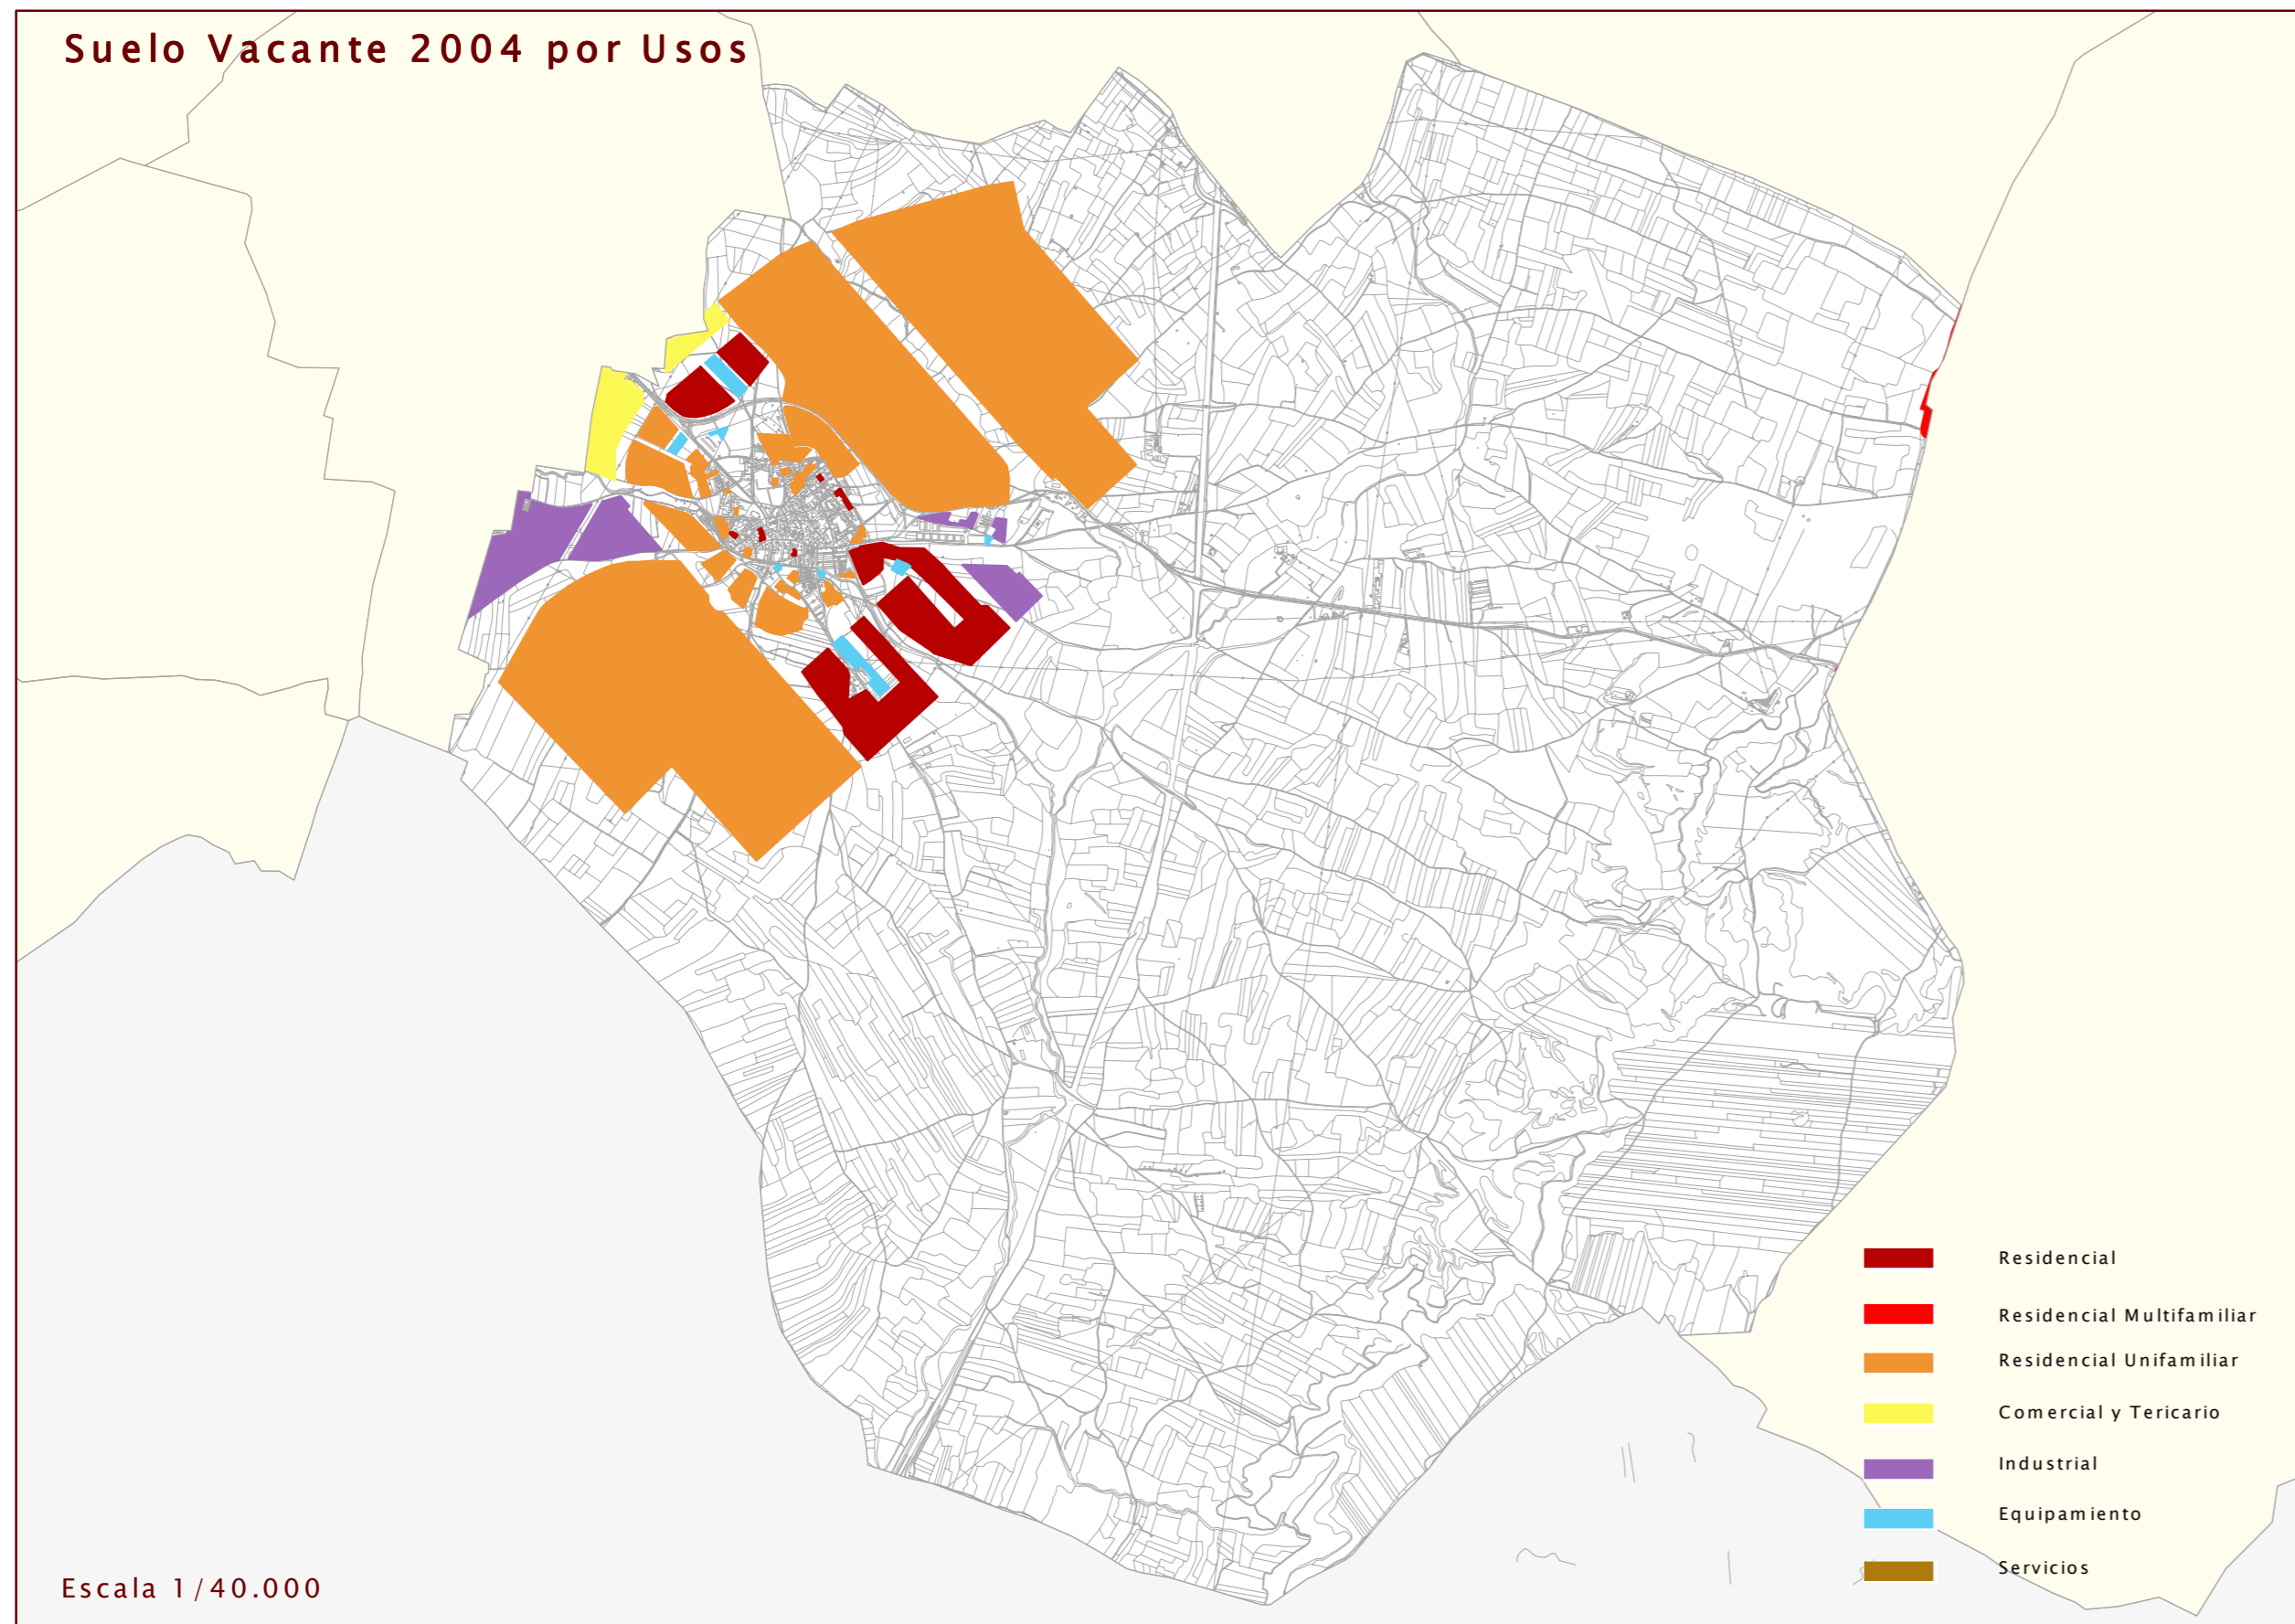 Suelo Vacante 2004 por Usos
Residencial
Residencial Multifamiliar
Residencial Unifamiliar
Comercial y Tericario
Industrial
Equipamiento
Servicios
Escala 1/40.000